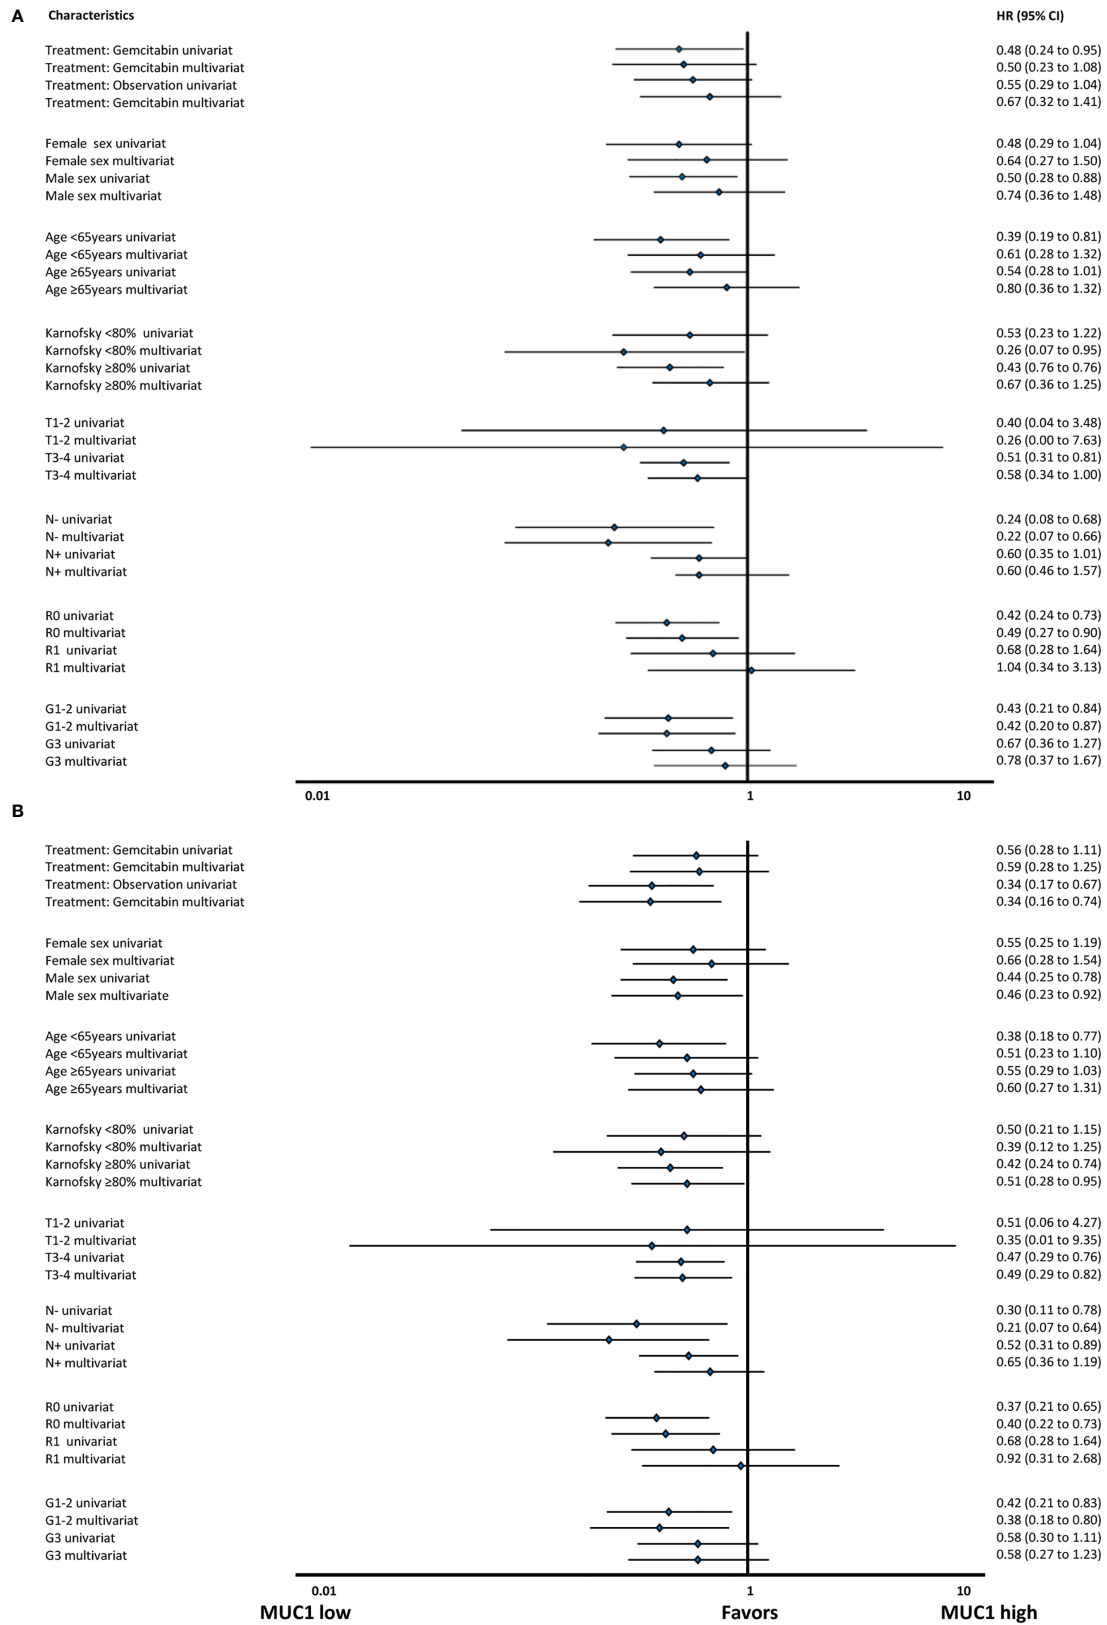 A Characteristics HR (95% CI)
Treatment: Gemcitabin univariat 0.48 (0.24 to 0.95)
Treatment: Gemcitabin multivariat 0.50 (0.23 to 1.08)
Treatment: Observation univariat 0.55 (0.29 to 1.04)
Treatment: Gemcitabin multivariat 0.67 (0.32 to 1.41)
Female sex univariat 0.48 (0.29 to 1.04)
Female sex multivariat 0.64 (0.27 to 1.50)
Male sex univariat 0.50 (0.28 to 0.88)
Male sex multivariat 0.74 (0.36 to 1.48)
Age <65years univariat 0.39 (0.19 to 0.81)
Age <65years multivariat 0.61 (0.28 to 1.32)
Age ≥65years univariat 0.54 (0.28 to 1.01)
Age ≥65years multivariat 0.80 (0.36 to 1.32)
Karnofsky <80% univariat 0.53 (0.23 to 1.22)
Karnofsky <80% multivariat 0.26 (0.07 to 0.95)
Karnofsky ≥80% univariat 0.43 (0.76 to 0.76)
Karnofsky ≥80% multivariat 0.67 (0.36 to 1.25)
T1-2 univariat 0.40 (0.04 to 3.48)
T1-2 multivariat 0.26 (0.00 to 7.63)
T3-4 univariat 0.51 (0.31 to 0.81)
T3-4 multivariat 0.58 (0.34 to 1.00)
N- univariat 0.24 (0.08 to 0.68)
N- multivariat 0.22 (0.07 to 0.66)
N+ univariat 0.60 (0.35 to 1.01)
N+ multivariat 0.60 (0.46 to 1.57)
R0 univariat 0.42 (0.24 to 0.73)
R0 multivariat 0.49 (0.27 to 0.90)
R1 univariat 0.68 (0.28 to 1.64)
R1 multivariat 1.04 (0.34 to 3.13)
G1-2 univariat 0.43 (0.21 to 0.84)
G1-2 multivariat 0.42 (0.20 to 0.87)
G3 univariat 0.67 (0.36 to 1.27)
G3 multivariat 0.78 (0.37 to 1.67)
0.01 1 10
B
Treatment: Gemcitabin univariat 0.56 (0.28 to 1.11)
Treatment: Gemcitabin multivariat 0.59 (0.28 to 1.25)
Treatment: Observation univariat 0.34 (0.17 to 0.67)
Treatment: Gemcitabin multivariat 0.34 (0.16 to 0.74)
Female sex univariat 0.55 (0.25 to 1.19)
Female sex multivariat 0.66 (0.28 to 1.54)
Male sex univariat 0.44 (0.25 to 0.78)
Male sex multivariate 0.46 (0.23 to 0.92)
Age <65years univariat 0.38 (0.18 to 0.77)
Age <65years multivariat 0.51 (0.23 to 1.10)
Age ≥65years univariat 0.55 (0.29 to 1.03)
Age ≥65years multivariat 0.60 (0.27 to 1.31)
Karnofsky <80% univariat 0.50 (0.21 to 1.15)
Karnofsky <80% multivariat 0.39 (0.12 to 1.25)
Karnofsky ≥80% univariat 0.42 (0.24 to 0.74)
Karnofsky ≥80% multivariat 0.51 (0.28 to 0.95)
T1-2 univariat 0.51 (0.06 to 4.27)
T1-2 multivariat 0.35 (0.01 to 9.35)
T3-4 univariat 0.47 (0.29 to 0.76)
T3-4 multivariat 0.49 (0.29 to 0.82)
N- univariat 0.30 (0.11 to 0.78)
N- multivariat 0.21 (0.07 to 0.64)
N+ univariat 0.52 (0.31 to 0.89)
N+ multivariat 0.65 (0.36 to 1.19)
R0 univariat 0.37 (0.21 to 0.65)
R0 multivariat 0.40 (0.22 to 0.73)
R1 univariat 0.68 (0.28 to 1.64)
R1 multivariat 0.92 (0.31 to 2.68)
G1-2 univariat 0.42 (0.21 to 0.83)
G1-2 multivariat 0.38 (0.18 to 0.80)
G3 univariat 0.58 (0.30 to 1.11)
G3 multivariat 0.58 (0.27 to 1.23)
0.01 1 10
MUC1 low Favors MUC1 high